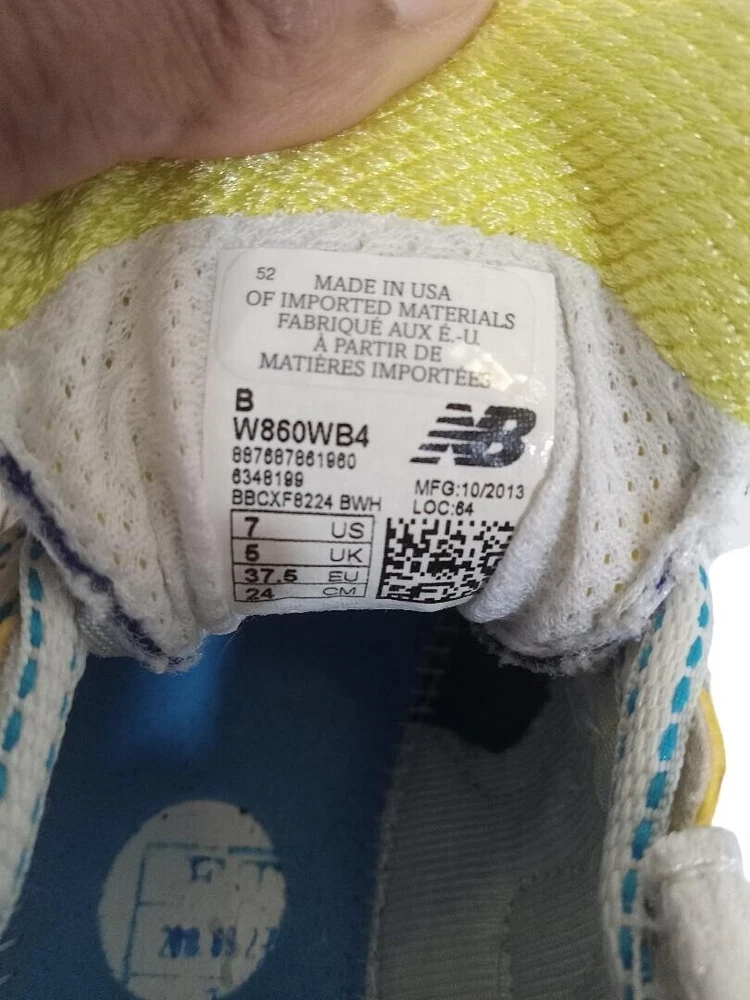 52
MADE IN USA
OF IMPORTED MATERIALS
FABRIQUÉ AUX É.-U.
À PARTIR DE
MATIÈRES IMPORTÉES
B
W860WB4
NB
887687861960
6348199
BBCXF8224 BWH
MFG:10/2013
LOC:64
7 US
5 UK
37.5 EU
24 CM